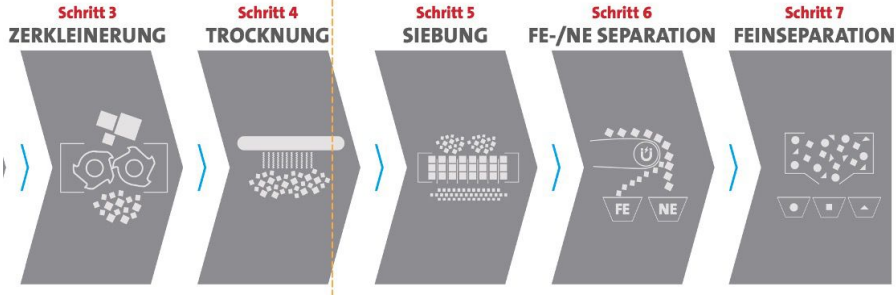 Schritt 3
ZERKLEINERUNG
Schritt 4
TROCKNUNG
Schritt 5
SIEBUNG
Schritt 6
FE-/NE SEPARATION
Schritt 7
FEINSEPARATION
FE
NE